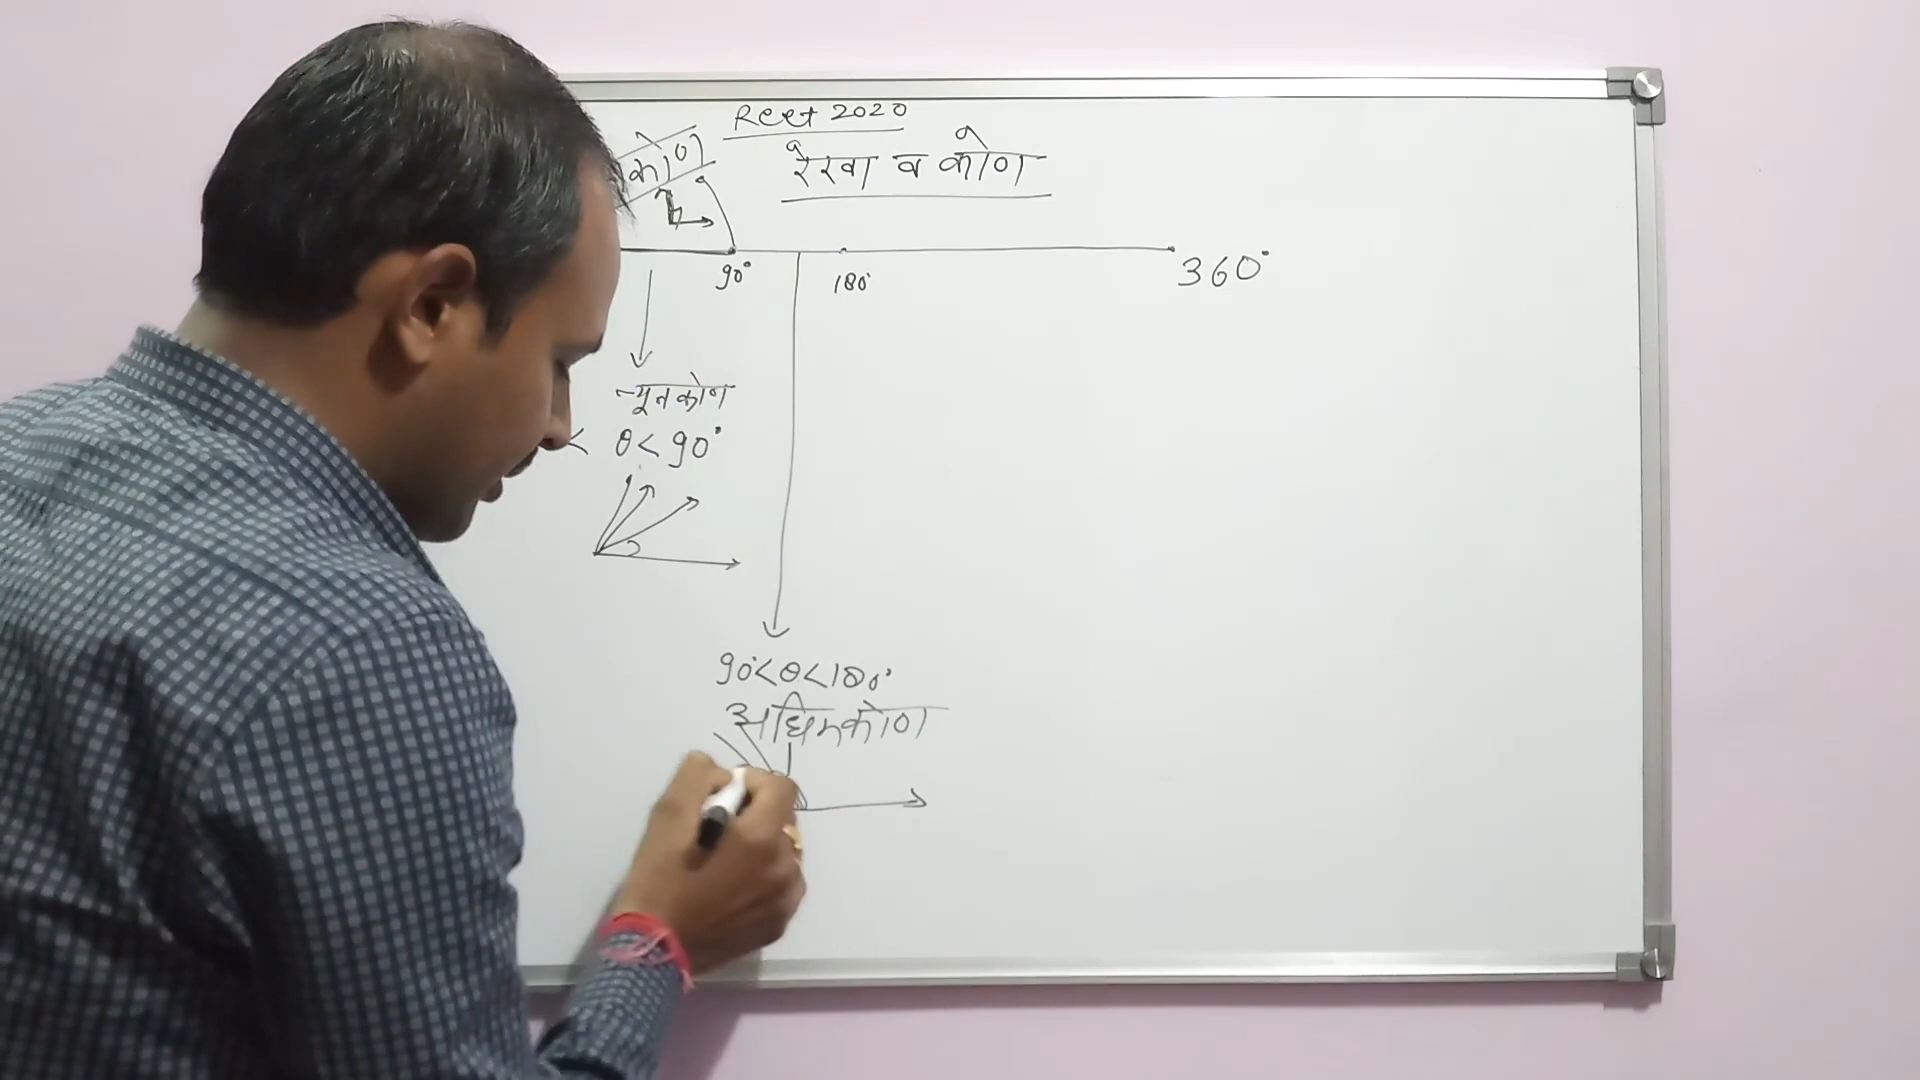 Reet 2020
रेखा व कोण
कोण
90° 180° 360°
न्यूनकोण
< θ < 90°
90° < θ < 180°
अधिककोण